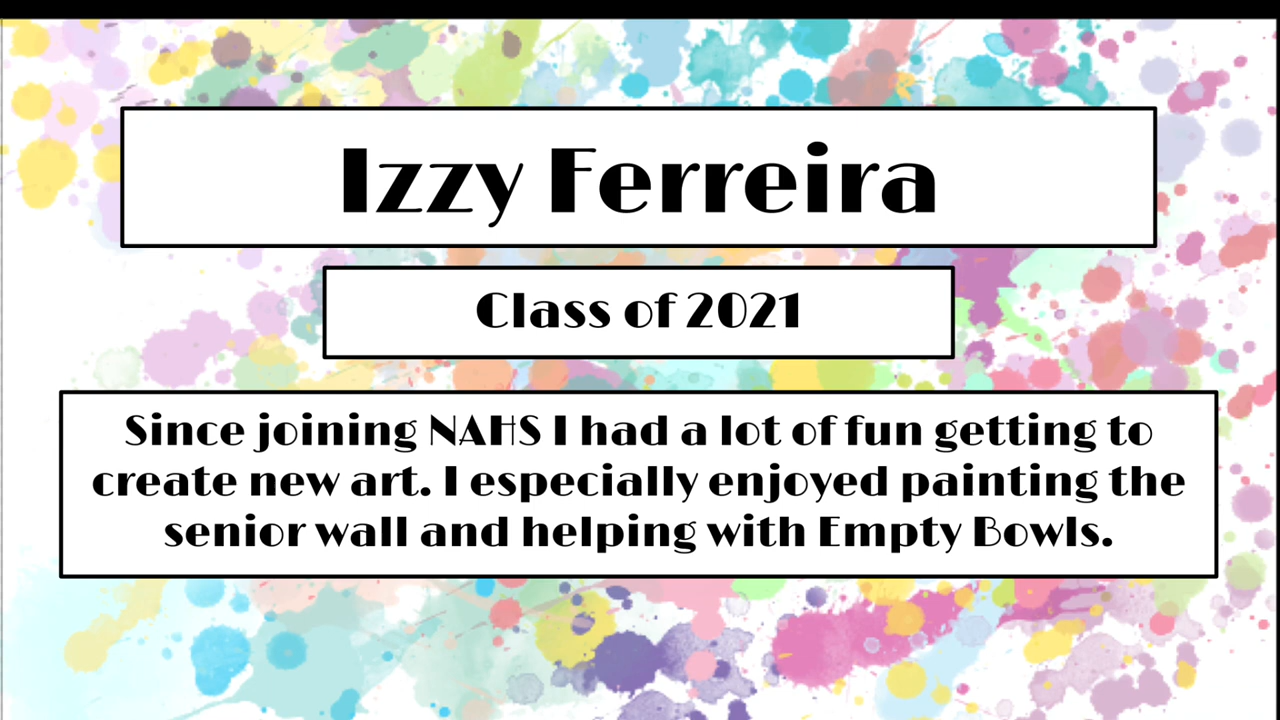 Izzy Ferreira
Class of 2021
Since joining NAHS I had a lot of fun getting to
create new art. I especially enjoyed painting the
senior wall and helping with Empty Bowls.